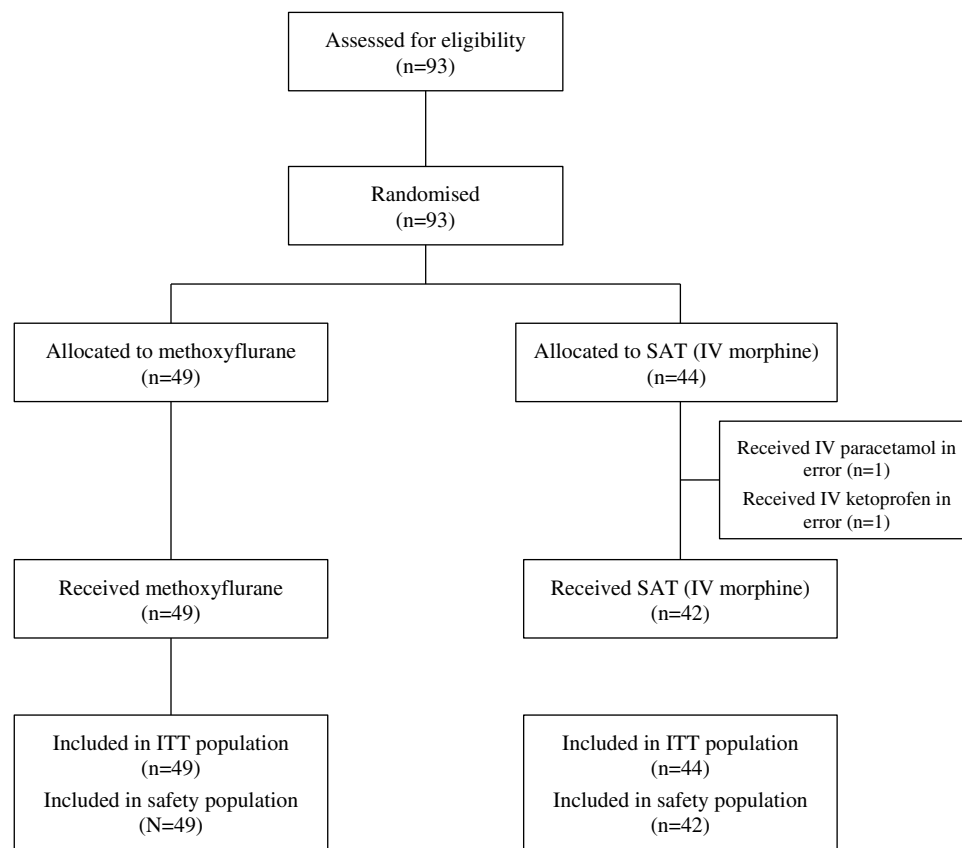 Assessed for eligibility
(n=93)
Randomised
(n=93)
Allocated to methoxyflurane
(n=49)
Allocated to SAT (IV morphine)
(n=44)
Received IV paracetamol in
error (n=1)
Received IV ketoprofen in
error (n=1)
Received methoxyflurane
(n=49)
Received SAT (IV morphine)
(n=42)
Included in ITT population
(n=49)
Included in safety population
(N=49)
Included in ITT population
(n=44)
Included in safety population
(n=42)